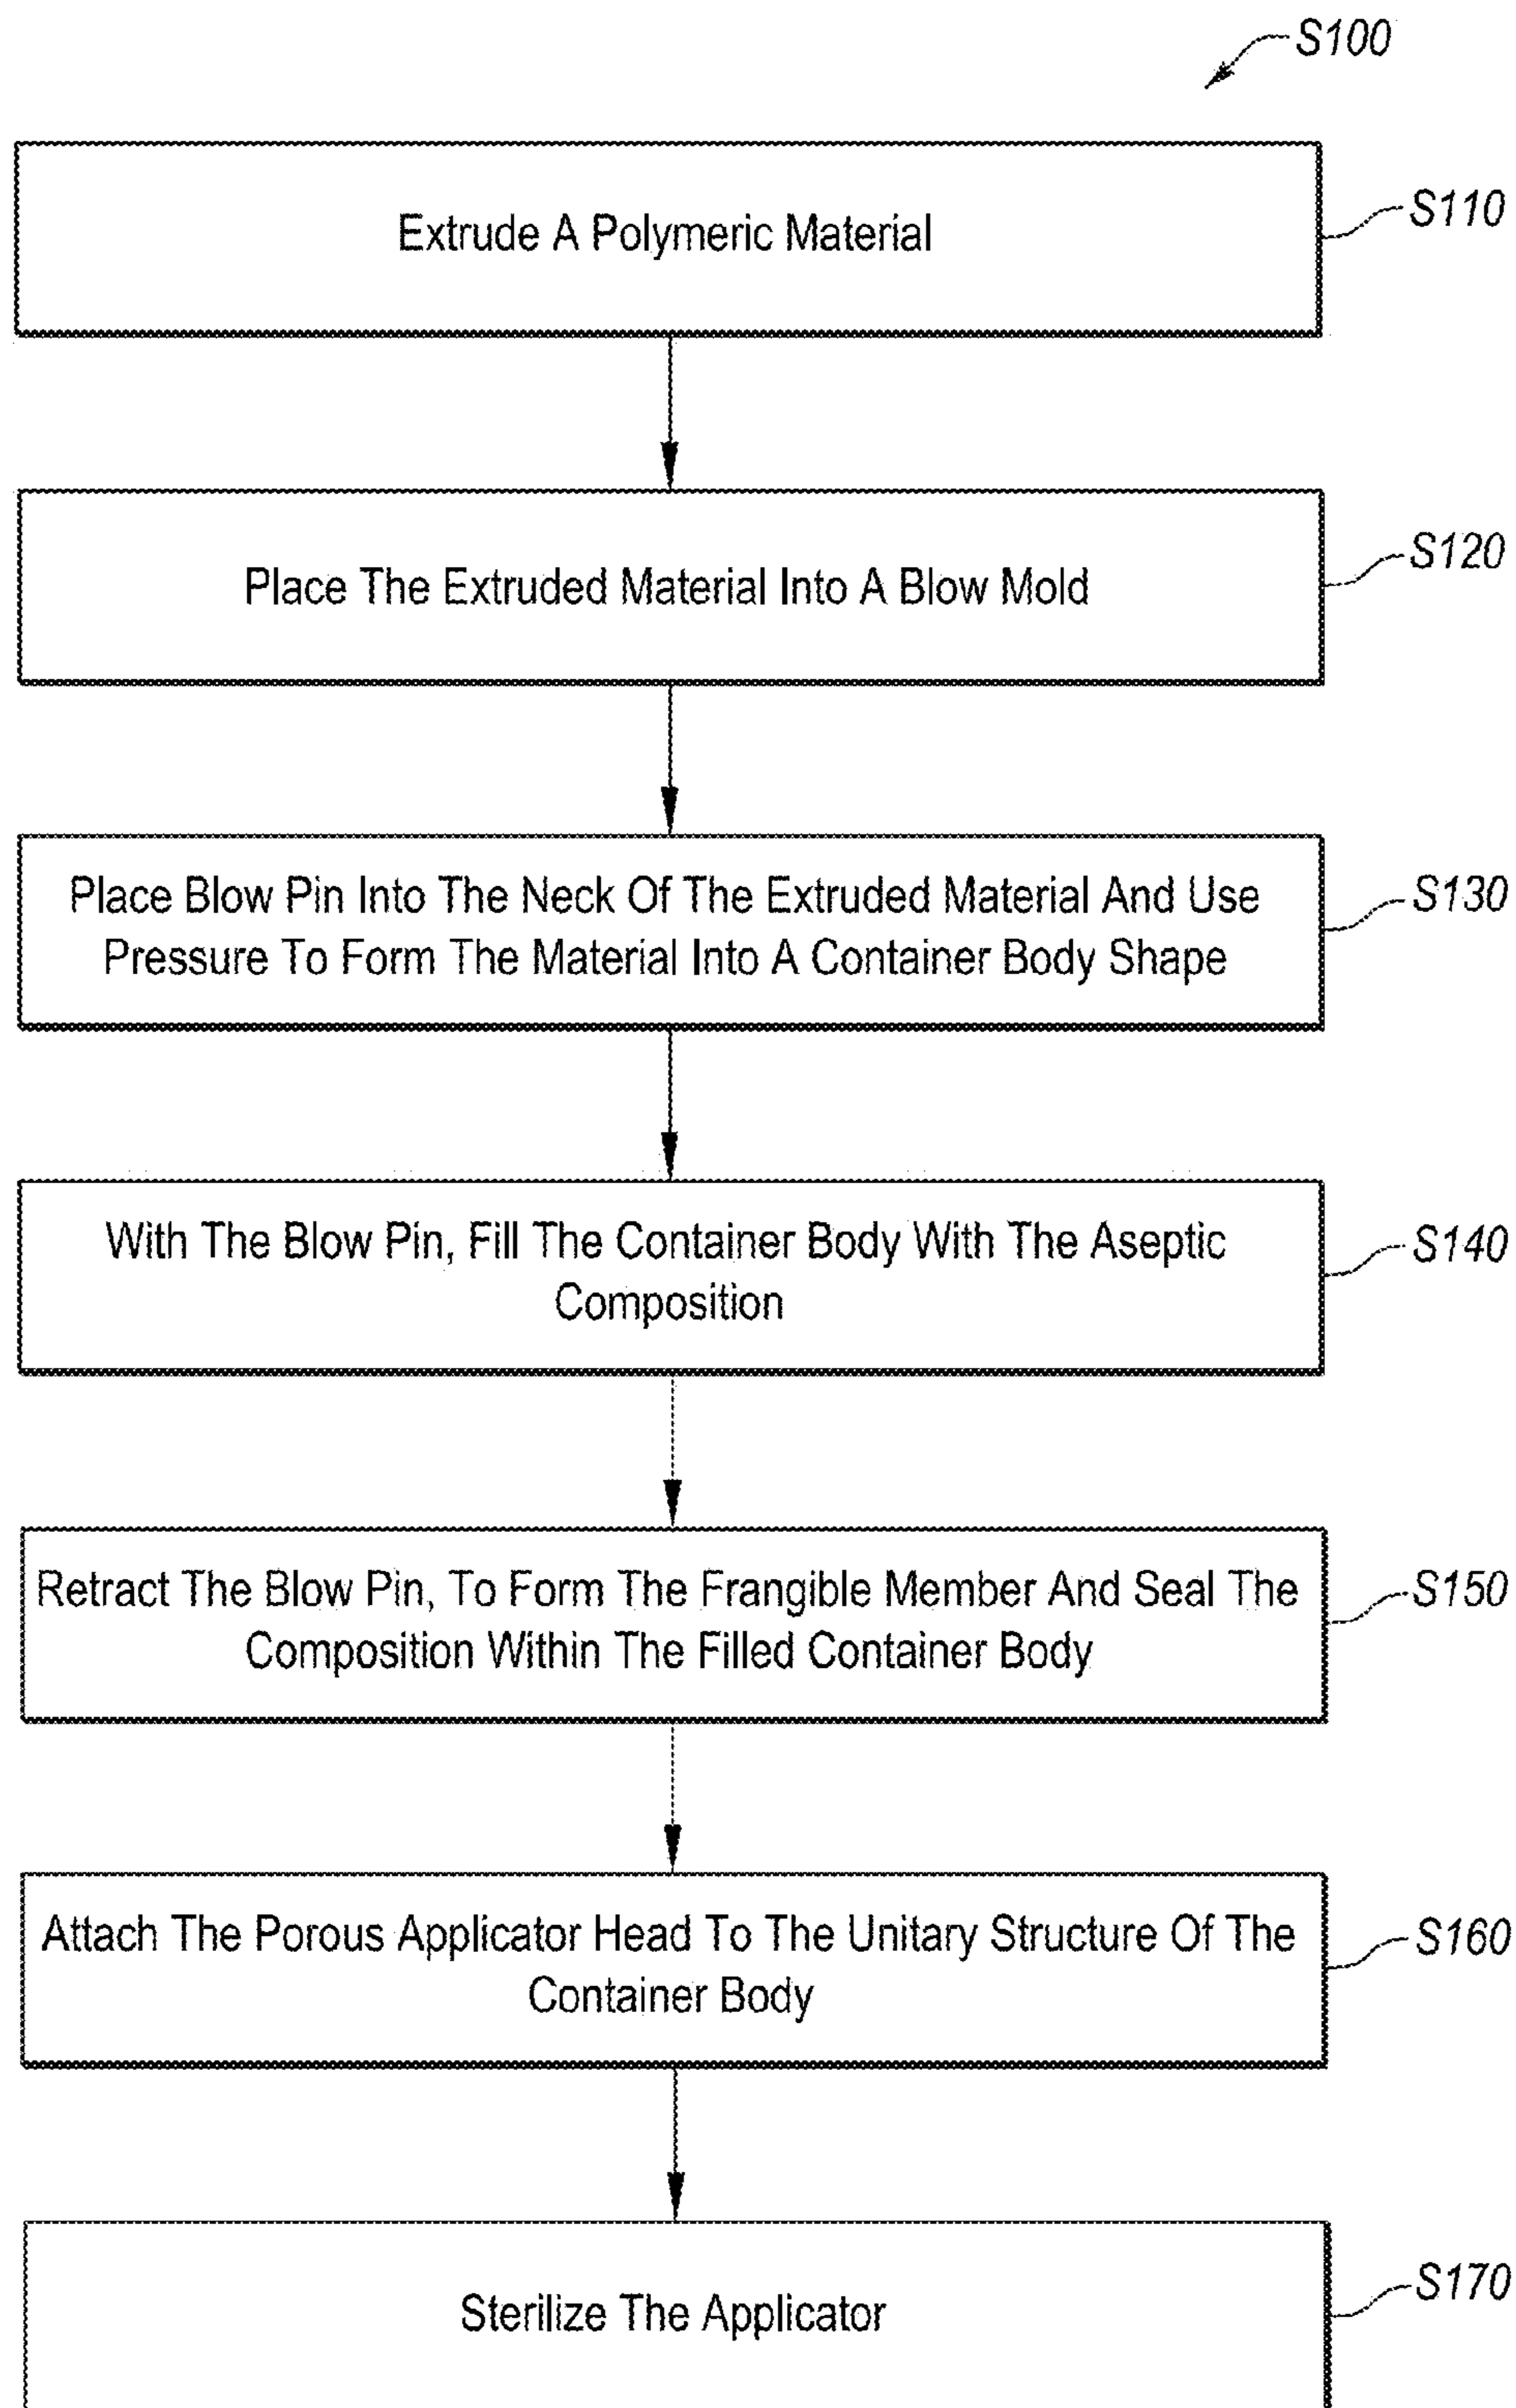 S100
Extrude A Polymeric Material
S110
Place The Extruded Material Into A Blow Mold
S120
Place Blow Pin Into The Neck Of The Extruded Material And Use
Pressure To Form The Material Into A Container Body Shape
S130
With The Blow Pin, Fill The Container Body With The Aseptic
Composition
S140
Retract The Blow Pin, To Form The Frangible Member And Seal The
Composition Within The Filled Container Body
S150
Attach The Porous Applicator Head To The Unitary Structure Of The
Container Body
S160
Sterilize The Applicator
S170